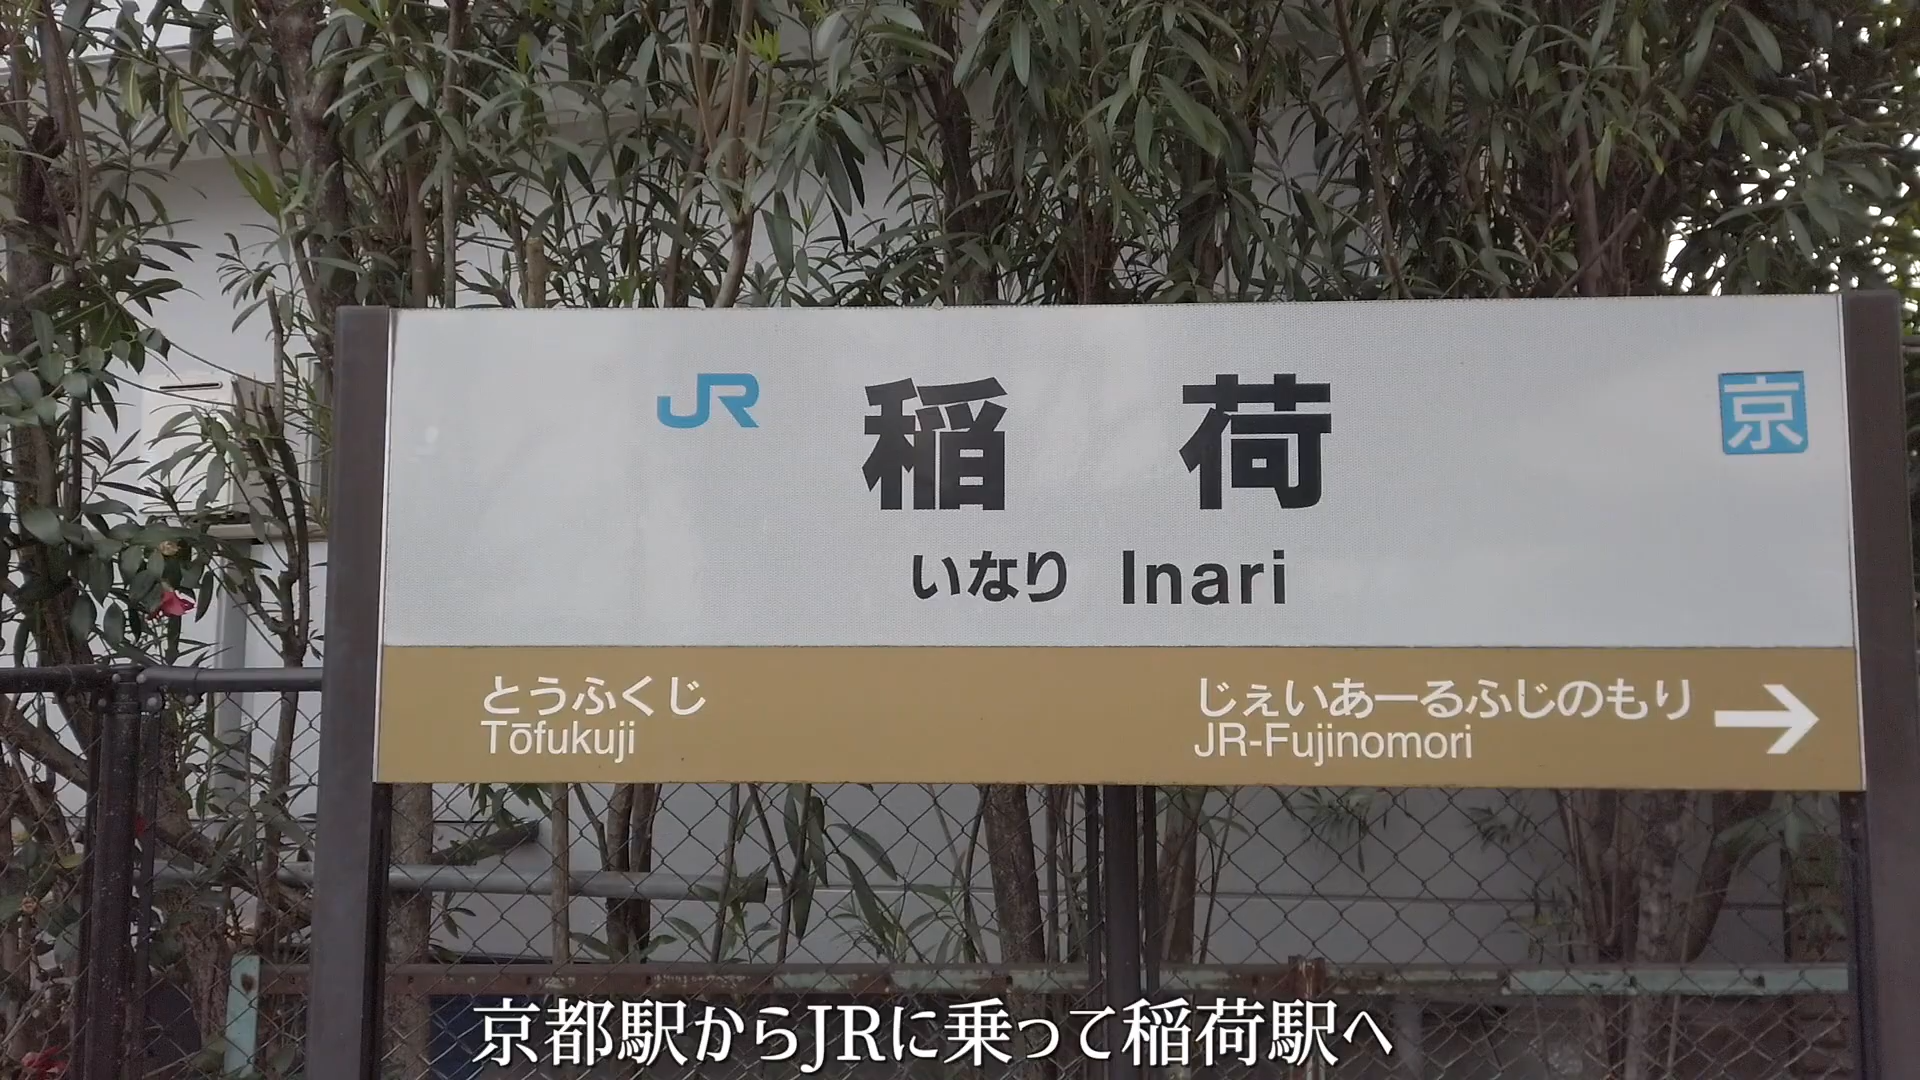 JR 稲荷 京
いなり Inari
とうふくじ
Tōfukuji
じぇいあーるふじのもり →
JR-Fujinomori
京都駅からJRに乗って稲荷駅へ